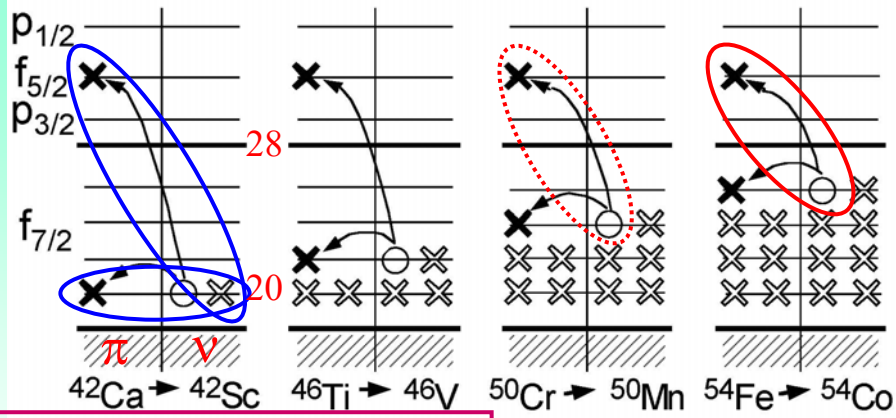 p1/2
f5/2
p3/2
28
f7/2
20
π ν
42Ca → 42Sc 46Ti → 46V 50Cr → 50Mn 54Fe → 54Co